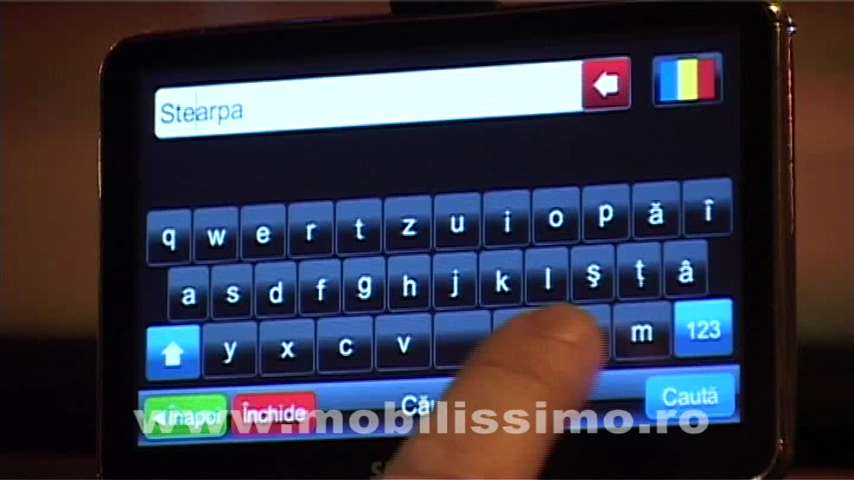 Stearpa
q w e r t z u i o p ă î
a s d f g h j k l ş ţ â
y x c v m 123
Înapoi Închide Caută
www.mobilissimo.ro